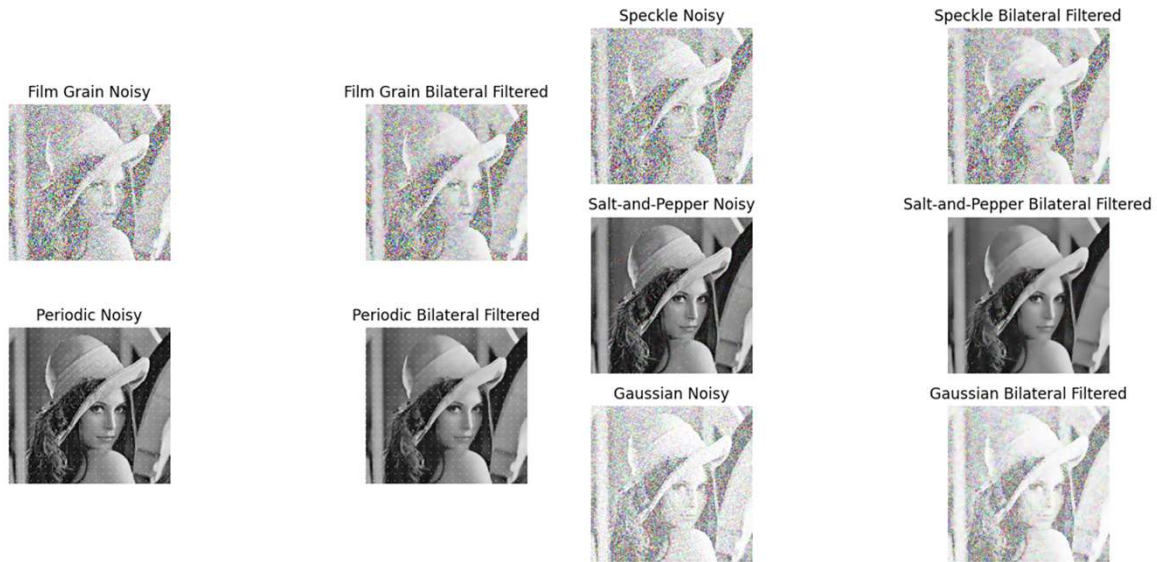 Film Grain Noisy
Film Grain Bilateral Filtered
Periodic Noisy
Periodic Bilateral Filtered
Speckle Noisy
Speckle Bilateral Filtered
Salt-and-Pepper Noisy
Salt-and-Pepper Bilateral Filtered
Gaussian Noisy
Gaussian Bilateral Filtered